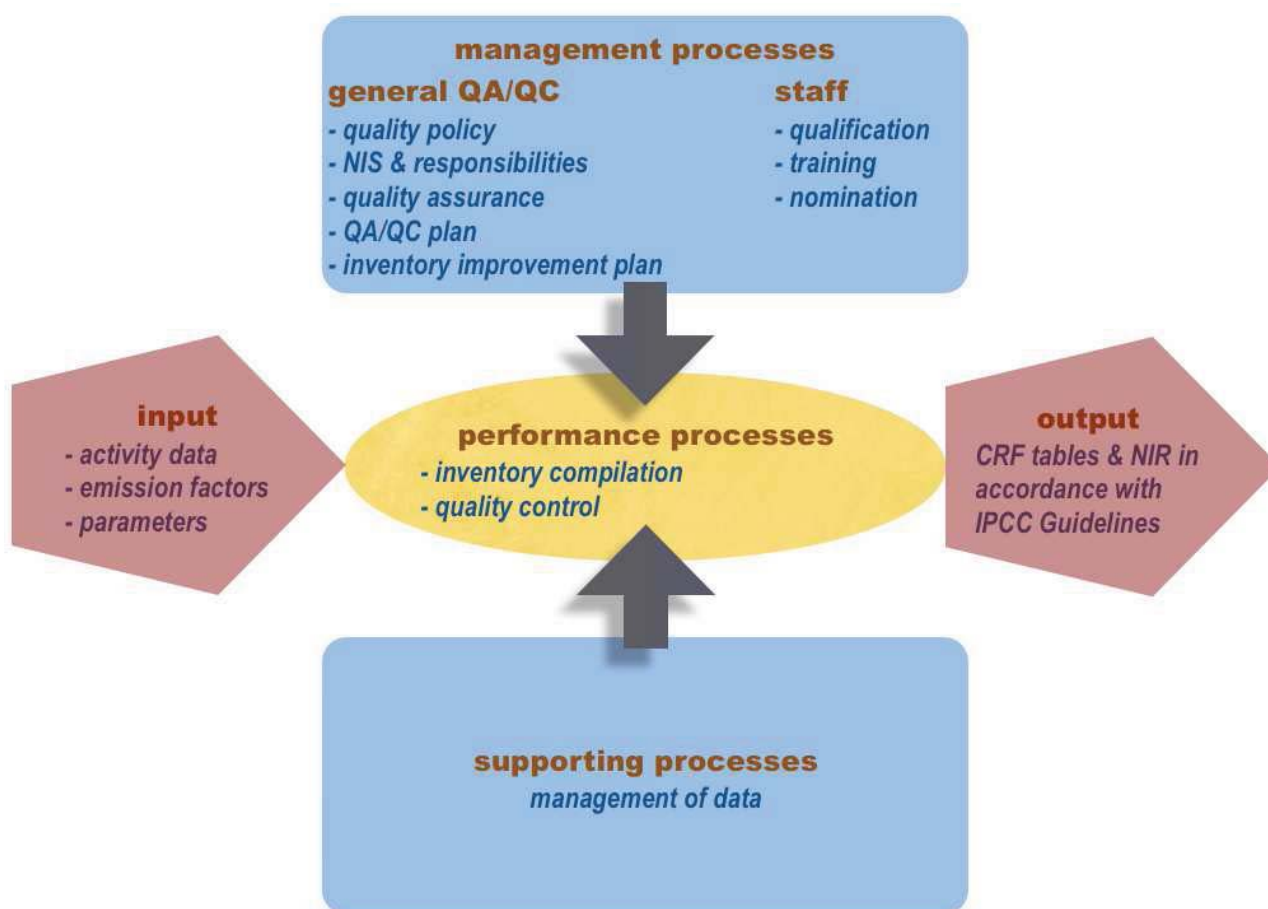 management processes
general QA/QC
- quality policy
- NIS & responsibilities
- quality assurance
- QA/QC plan
- inventory improvement plan
staff
- qualification
- training
- nomination
input
- activity data
- emission factors
- parameters
performance processes
- inventory compilation
- quality control
output
CRF tables & NIR in
accordance with
IPCC Guidelines
supporting processes
management of data